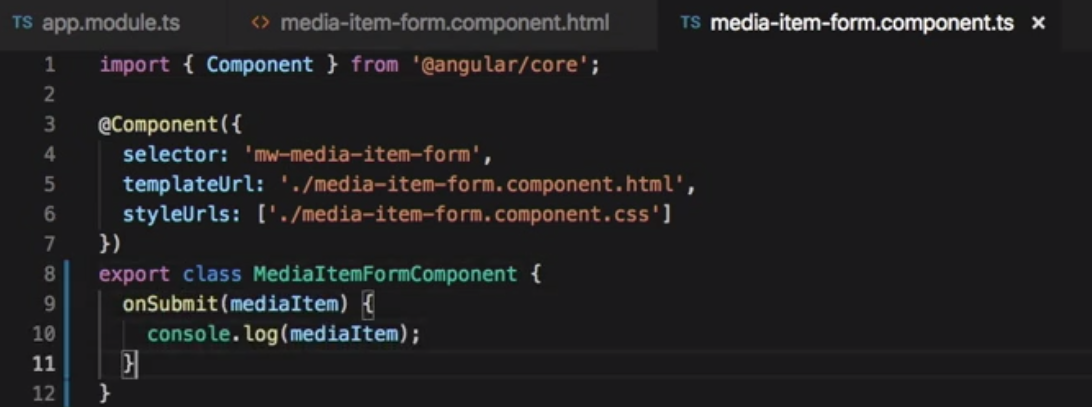 TS app.module.ts <> media-item-form.component.html TS media-item-form.component.ts ×
1 import { Component } from '@angular/core';
2
3 @Component({
4   selector: 'mw-media-item-form',
5   templateUrl: './media-item-form.component.html',
6   styleUrls: ['./media-item-form.component.css']
7 })
8 export class MediaItemFormComponent {
9   onSubmit(mediaItem) {
10     console.log(mediaItem);
11   }
12 }